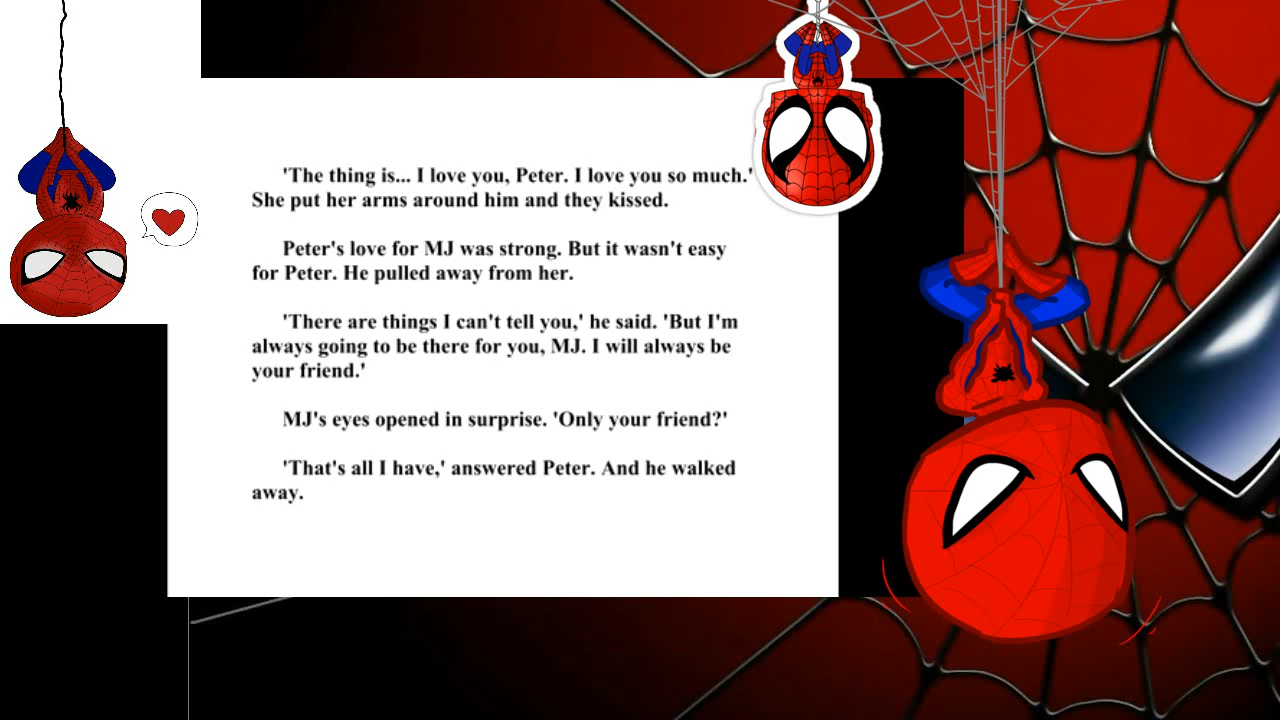 'The thing is... I love you, Peter. I love you so much.'
She put her arms around him and they kissed.
Peter's love for MJ was strong. But it wasn't easy
for Peter. He pulled away from her.
'There are things I can't tell you,' he said. 'But I'm
always going to be there for you, MJ. I will always be
your friend.'
MJ's eyes opened in surprise. 'Only your friend?'
'That's all I have,' answered Peter. And he walked
away.